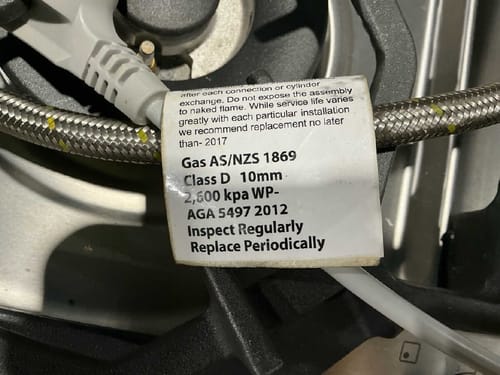 after each connection or cylinder
exchange. Do not expose the assembly
to naked flame. While service life varies
greatly with each particular installation
we recommend replacement no later
than- 2017
Gas AS/NZS 1869
Class D 10mm
2,600 kpa WP-
AGA 5497 2012
Inspect Regularly
Replace Periodically